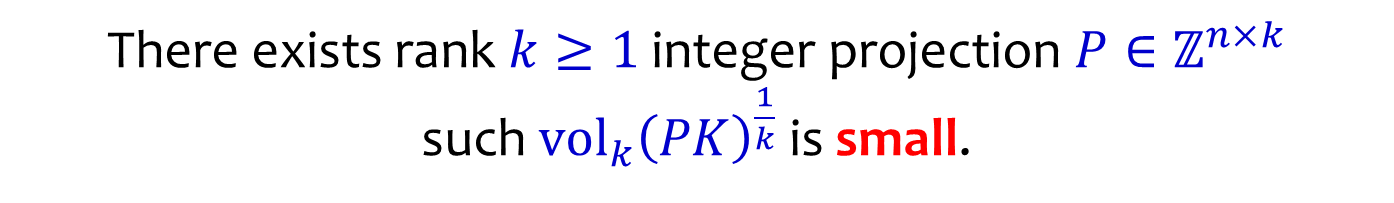 There exists rank k ≥ 1 integer projection P ∈ ℤ^{n×k}
such vol_k(PK)^{1/k} is small.